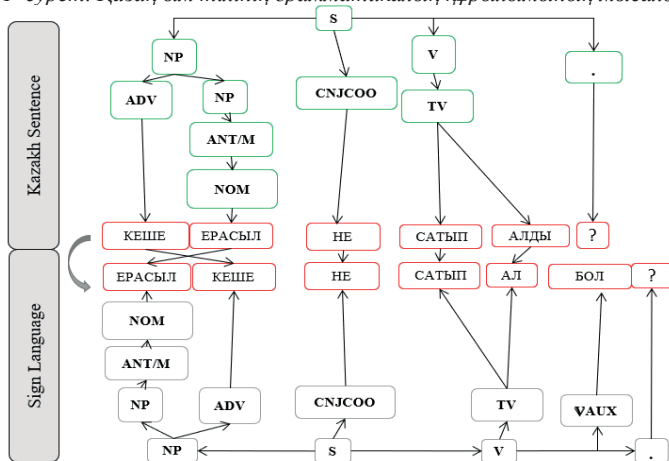 S
NP
V
.
ADV
NP
CNJCOO
TV
ANT/M
NOM
Kazakh Sentence
КЕШЕ ЕРАСЫЛ НЕ САТЫП АЛДЫ ?
ЕРАСЫЛ КЕШЕ НЕ САТЫП АЛ БОЛ ?
Sign Language
NOM
ANT/M
NP ADV CNJCOO TV VAUX
NP S V .